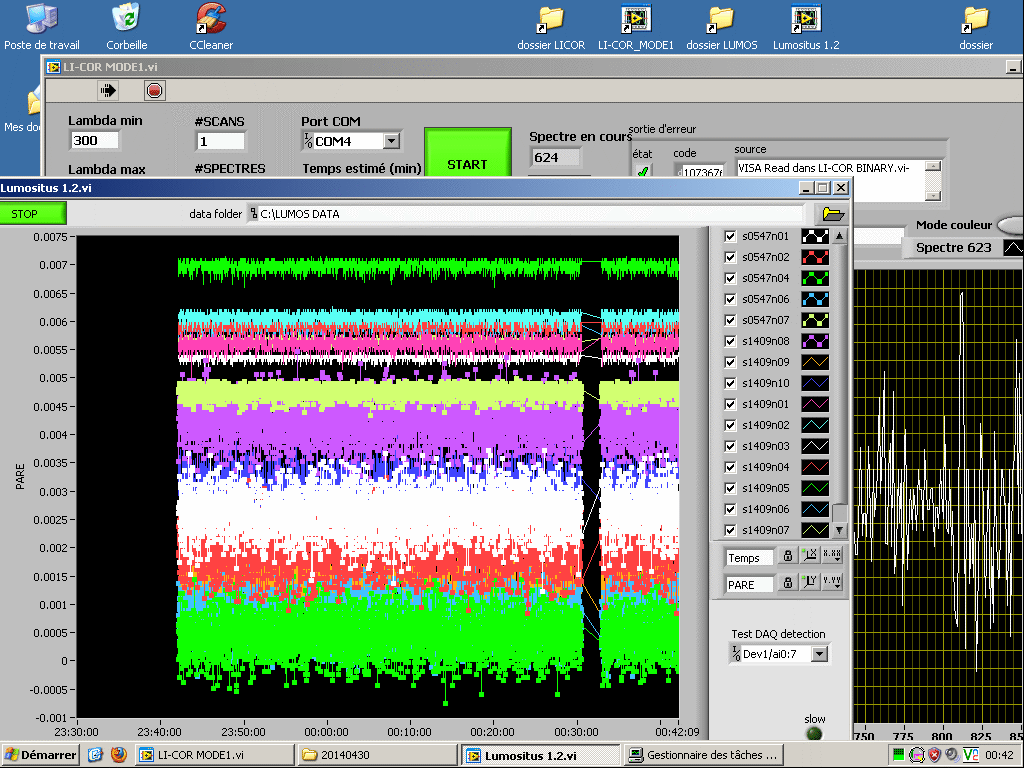 Poste de travail
Corbeille
CCleaner
dossier LICOR
LI-COR_MODE1
dossier LUMOS
Lumositus 1.2
dossier
Mes do
LI-COR MODE1.vi
Lambda min
300
Lambda max
#SCANS
1
#SPECTRES
Port COM
COM4
Temps estimé (min)
START
Spectre en cours
624
sortie d'erreur
état
code
source
VISA Read dans LI-COR BINARY.vi-
Mode couleur
Spectre 623
Lumositus 1.2.vi
STOP
data folder
C:\LUMOS DATA
0.0075
0.007
0.0065
0.006
0.0055
0.005
0.0045
0.004
0.0035
0.003
0.0025
0.002
0.0015
0.001
0.0005
0
-0.0005
-0.001
PARE
23:30:00
23:40:00
23:50:00
00:00:00
00:10:00
00:20:00
00:30:00
00:42:09
s0547n01
s0547n02
s0547n04
s0547n06
s0547n07
s1409n08
s1409n09
s1409n10
s1409n01
s1409n02
s1409n03
s1409n04
s1409n05
s1409n06
s1409n07
Temps
PARE
Test DAQ detection
Dev1/ai0:7
slow
750
775
800
825
85
Démarrer
LI-COR MODE1.vi
20140430
Lumositus 1.2.vi
Gestionnaire des tâches ...
00:42